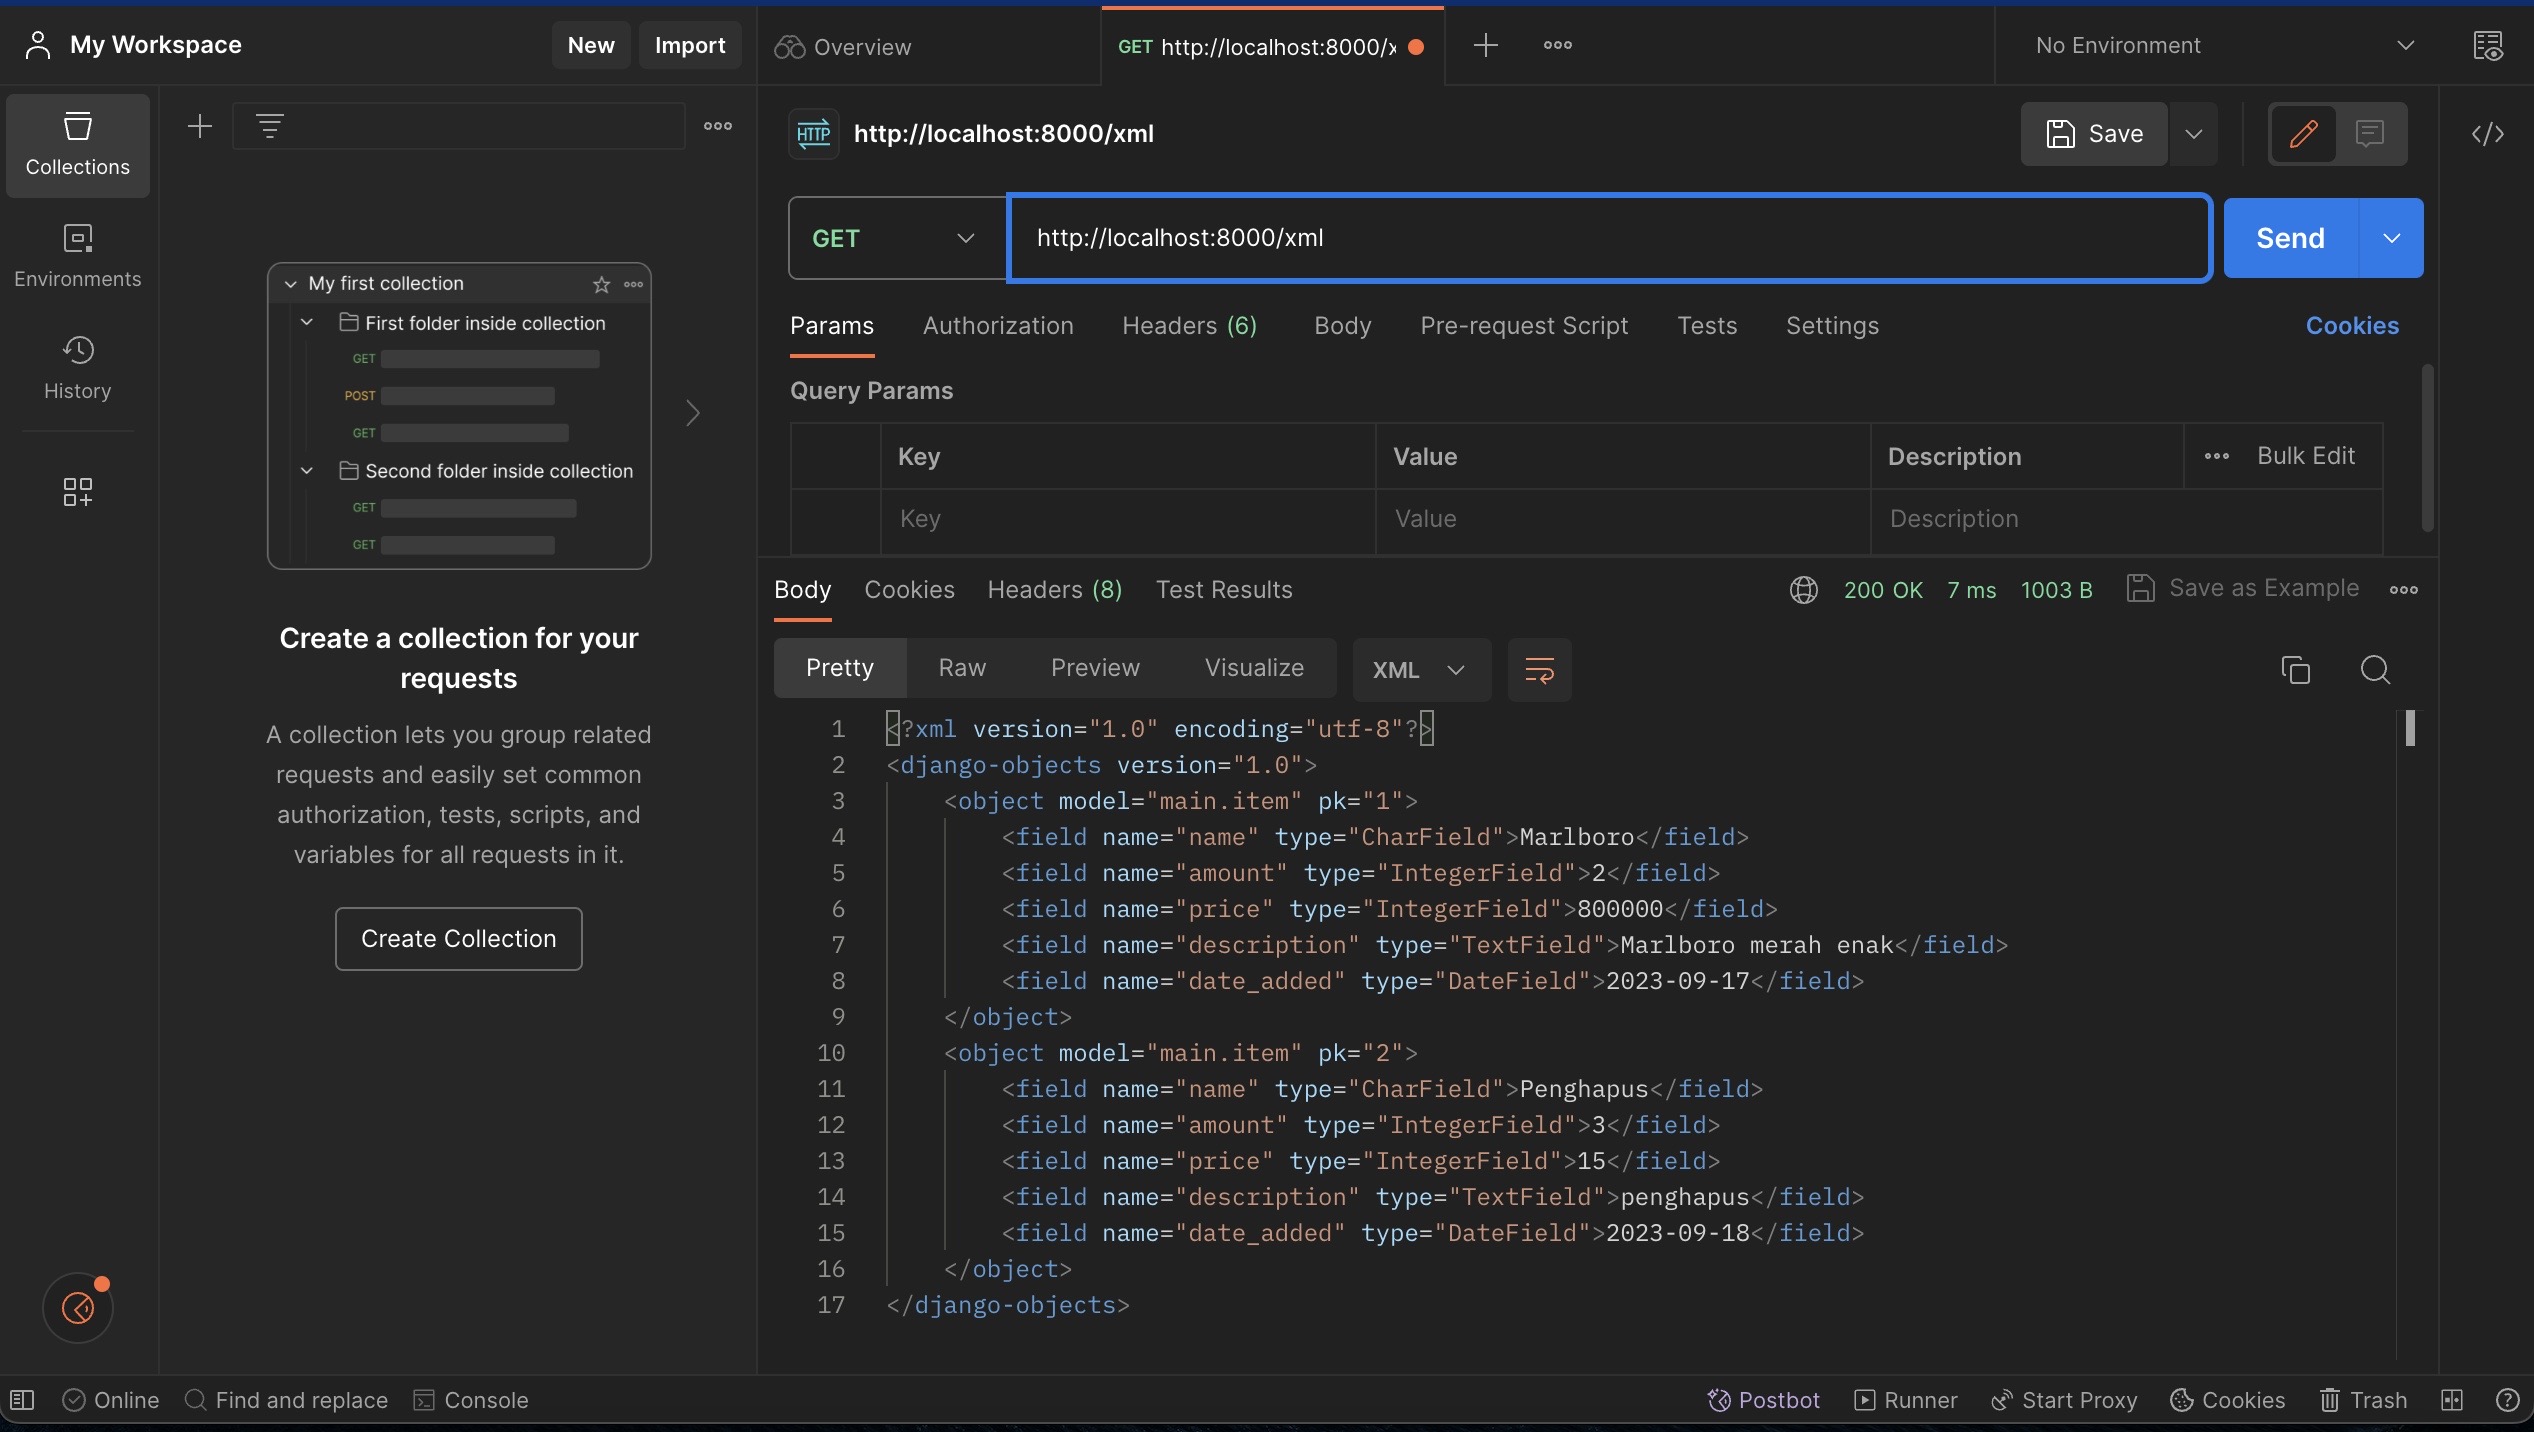 My Workspace
New
Import
Overview
GET http://localhost:8000/x
No Environment
Collections
Environments
History
My first collection
First folder inside collection
GET
POST
GET
Second folder inside collection
GET
GET
Create a collection for your
requests
A collection lets you group related
requests and easily set common
authorization, tests, scripts, and
variables for all requests in it.
Create Collection
HTTP
http://localhost:8000/xml
Save
GET
http://localhost:8000/xml
Send
Params
Authorization
Headers (6)
Body
Pre-request Script
Tests
Settings
Cookies
Query Params
Key
Value
Description
Bulk Edit
Key
Value
Description
Body
Cookies
Headers (8)
Test Results
200 OK
7 ms
1003 B
Save as Example
Pretty
Raw
Preview
Visualize
XML
1 <?xml version="1.0" encoding="utf-8"?>
2 <django-objects version="1.0">
3 <object model="main.item" pk="1">
4 <field name="name" type="CharField">Marlboro</field>
5 <field name="amount" type="IntegerField">2</field>
6 <field name="price" type="IntegerField">800000</field>
7 <field name="description" type="TextField">Marlboro merah enak</field>
8 <field name="date_added" type="DateField">2023-09-17</field>
9 </object>
10 <object model="main.item" pk="2">
11 <field name="name" type="CharField">Penghapus</field>
12 <field name="amount" type="IntegerField">3</field>
13 <field name="price" type="IntegerField">15</field>
14 <field name="description" type="TextField">penghapus</field>
15 <field name="date_added" type="DateField">2023-09-18</field>
16 </object>
17 </django-objects>
Online
Find and replace
Console
Postbot
Runner
Start Proxy
Cookies
Trash